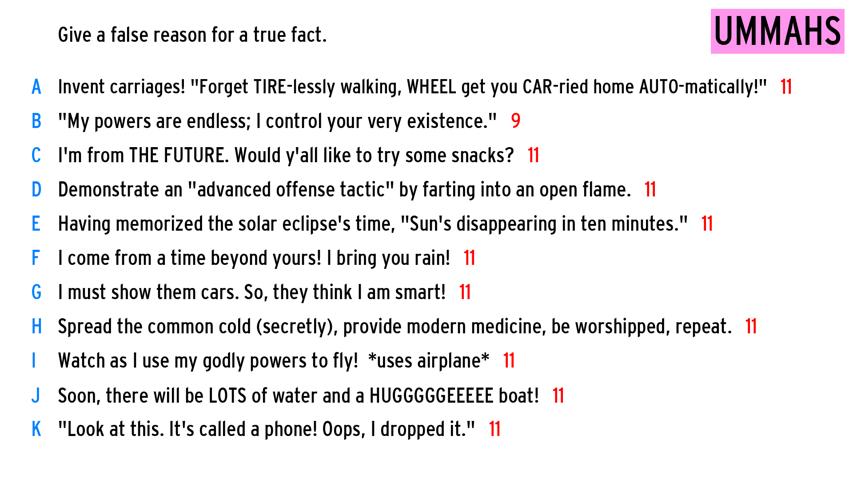 Give a false reason for a true fact.
UMMAHS
A Invent carriages! "Forget TIRE-lessly walking, WHEEL get you CAR-ried home AUTO-matically!" 11
B "My powers are endless; I control your very existence." 9
C I'm from THE FUTURE. Would y'all like to try some snacks? 11
D Demonstrate an "advanced offense tactic" by farting into an open flame. 11
E Having memorized the solar eclipse's time, "Sun's disappearing in ten minutes." 11
F I come from a time beyond yours! I bring you rain! 11
G I must show them cars. So, they think I am smart! 11
H Spread the common cold (secretly), provide modern medicine, be worshipped, repeat. 11
I Watch as I use my godly powers to fly! *uses airplane* 11
J Soon, there will be LOTS of water and a HUGGGGGEEEEE boat! 11
K "Look at this. It's called a phone! Oops, I dropped it." 11